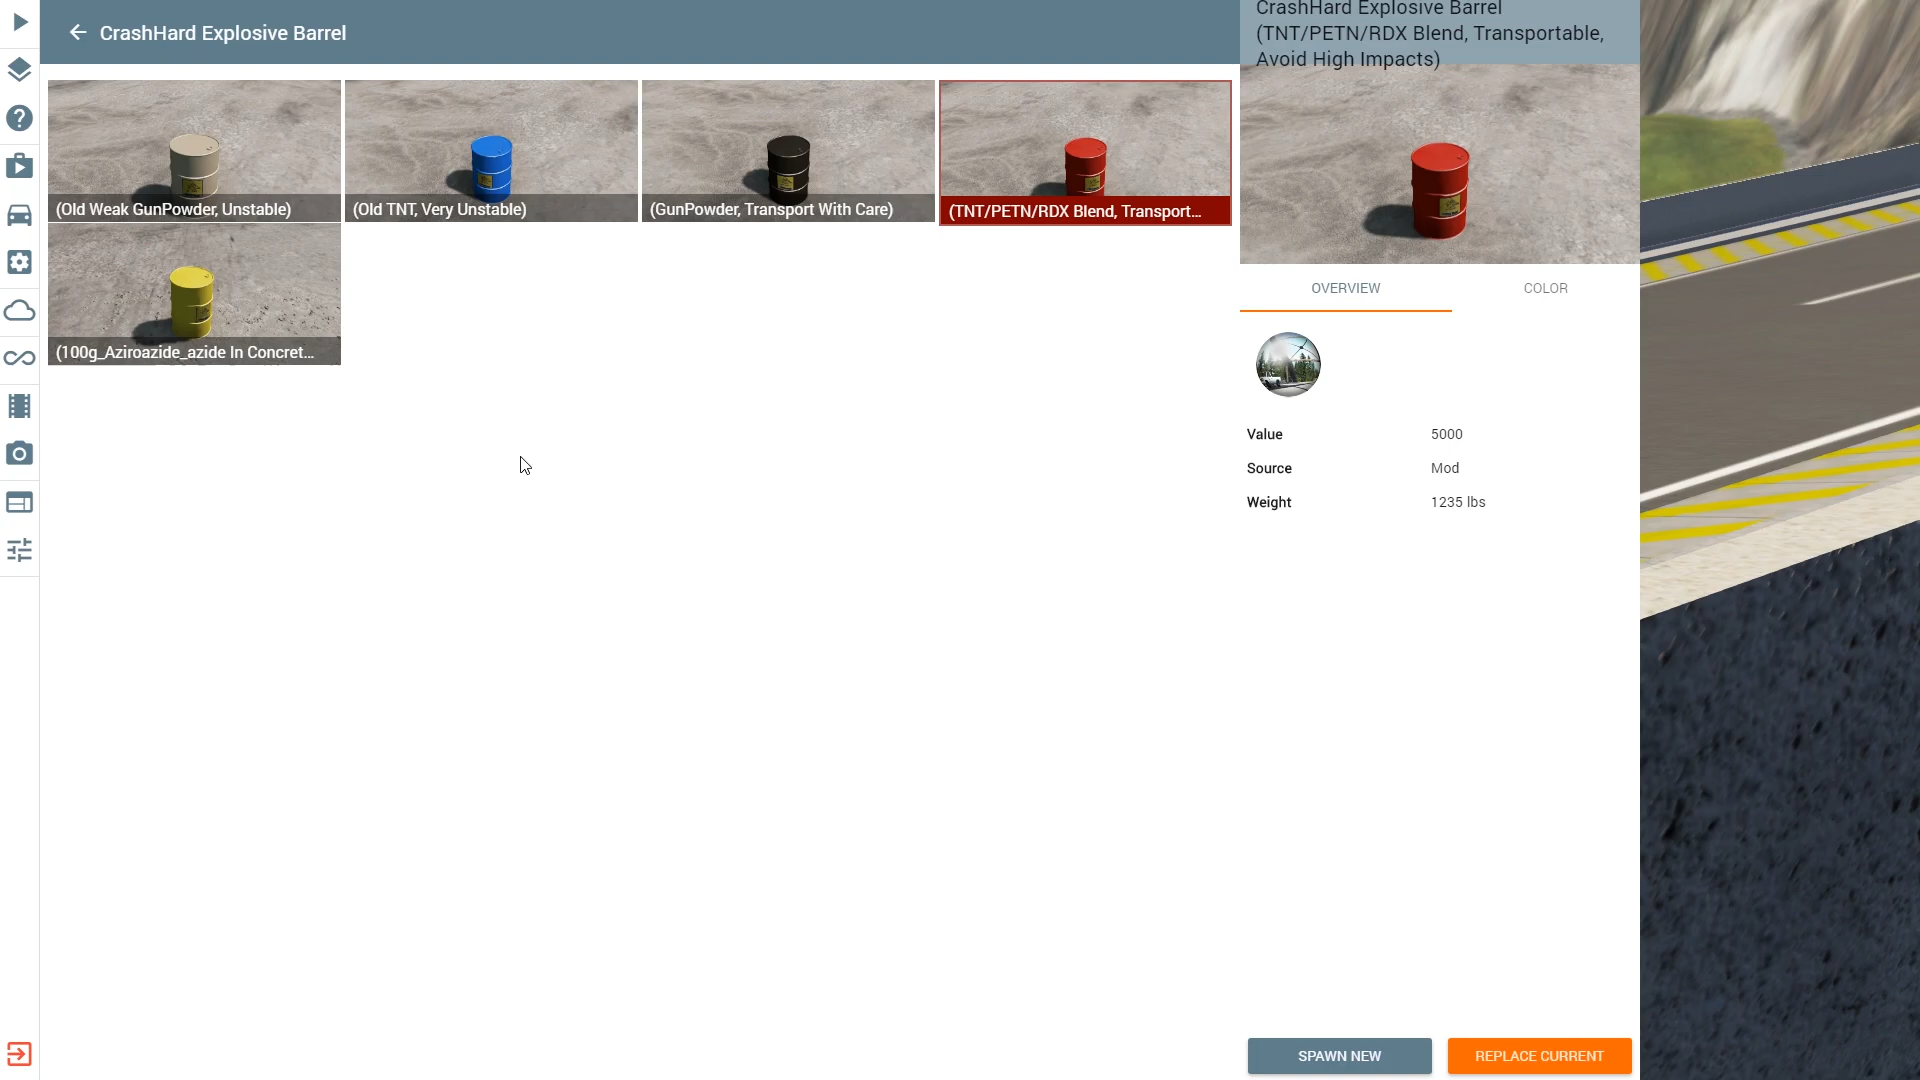 CrashHard Explosive Barrel
(Old Weak GunPowder, Unstable)
(Old TNT, Very Unstable)
(GunPowder, Transport With Care)
(TNT/PETN/RDX Blend, Transport...
(100g_Aziroazide_azide In Concret...
CrashHard Explosive Barrel
(TNT/PETN/RDX Blend, Transportable,
Avoid High Impacts)
OVERVIEW
COLOR
Value 5000
Source Mod
Weight 1235 lbs
SPAWN NEW
REPLACE CURRENT